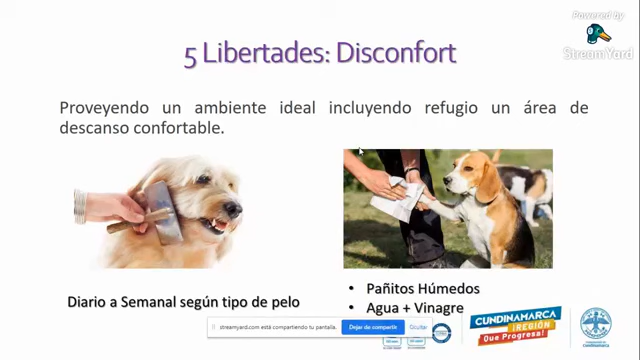 Powered by
StreamYard
5 Libertades: Disconfort
Proveyendo un ambiente ideal incluyendo refugio un área de
descanso confortable.
Diario a Semanal según tipo de pelo
• Pañitos Húmedos
• Agua + Vinagre
streamyard.com está compartiendo tu pantalla.
Dejar de compartir
Ocultar
CUNDINAMARCA
¡REGIÓN
Que Progresa!